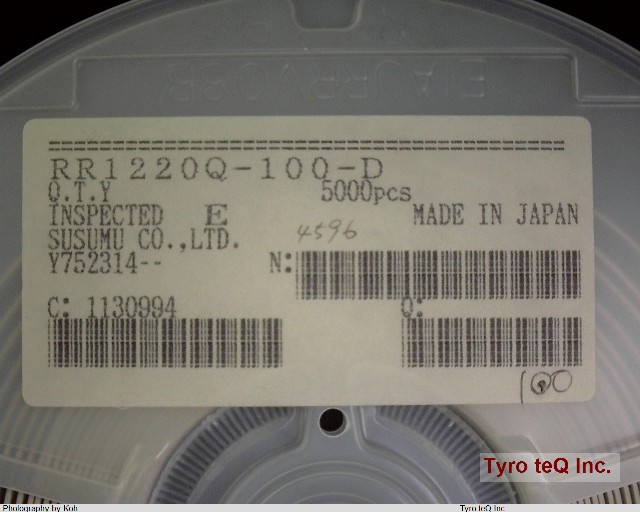 RR1220Q-100-D
Q.T.Y 5000pcs
INSPECTED E MADE IN JAPAN
SUSUMU CO.,LTD.
4596
Y752314-- N:
C: 1130994 Q:
100
Tyro teQ Inc.
Photography by Koh Tyro teQ Inc